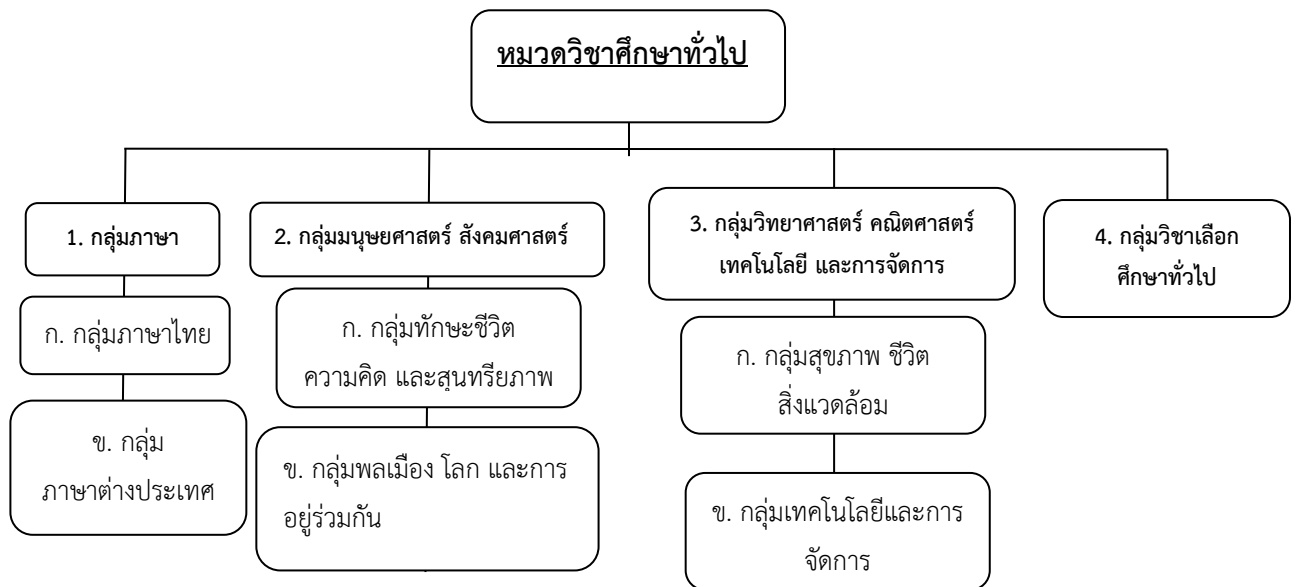 หมวดวิชาศึกษาทั่วไป
1. กลุ่มภาษา
ก. กลุ่มภาษาไทย
ข. กลุ่ม
ภาษาต่างประเทศ
2. กลุ่มมนุษยศาสตร์ สังคมศาสตร์
ก. กลุ่มทักษะชีวิต
ความคิด และสุนทรียภาพ
ข. กลุ่มพลเมือง โลก และการ
อยู่ร่วมกัน
3. กลุ่มวิทยาศาสตร์ คณิตศาสตร์
เทคโนโลยี และการจัดการ
ก. กลุ่มสุขภาพ ชีวิต
สิ่งแวดล้อม
ข. กลุ่มเทคโนโลยีและการ
จัดการ
4. กลุ่มวิชาเลือก
ศึกษาทั่วไป